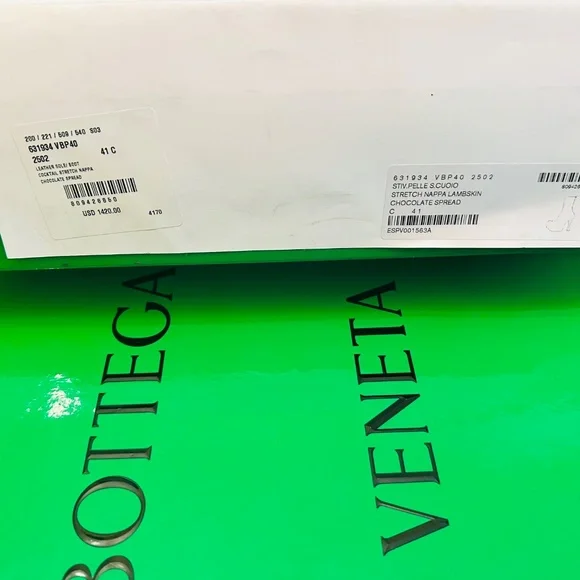 200 / 221 / 609 / 540 S03
631934 VBP40
2502 41 C
LEATHER SOLE/ BOOT
COCKTAIL STRETCH NAPPA
CHOCOLATE SPREAD
809428950
USD 1420.00 4170
631934 VBP40 2502
STIV.PELLE S.CUOIO
STRETCH NAPPA LAMBSKIN
CHOCOLATE SPREAD
C 41
ESPV001563A
BOTTEGA
VENETA